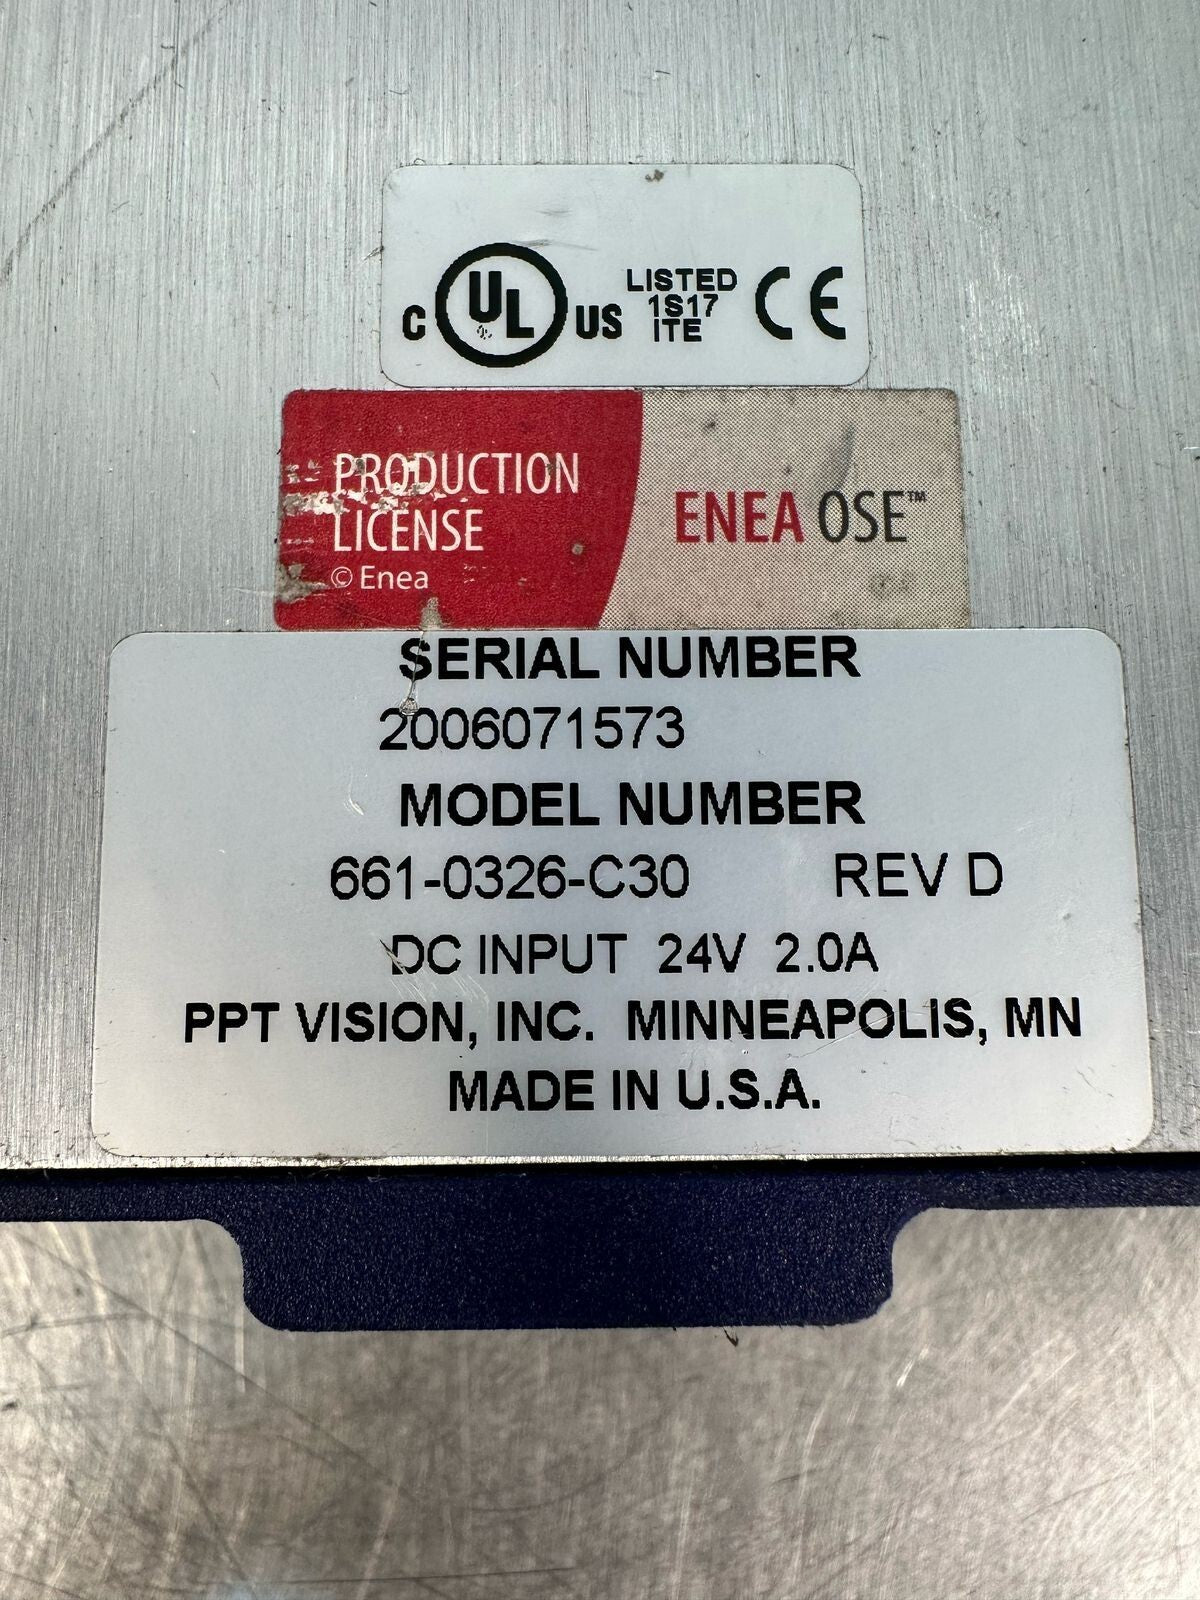 C UL US LISTED CE
1S17
ITE
PRODUCTION
LICENSE
© Enea
ENEA OSE™
SERIAL NUMBER
2006071573
MODEL NUMBER
661-0326-C30 REV D
DC INPUT 24V 2.0A
PPT VISION, INC. MINNEAPOLIS, MN
MADE IN U.S.A.